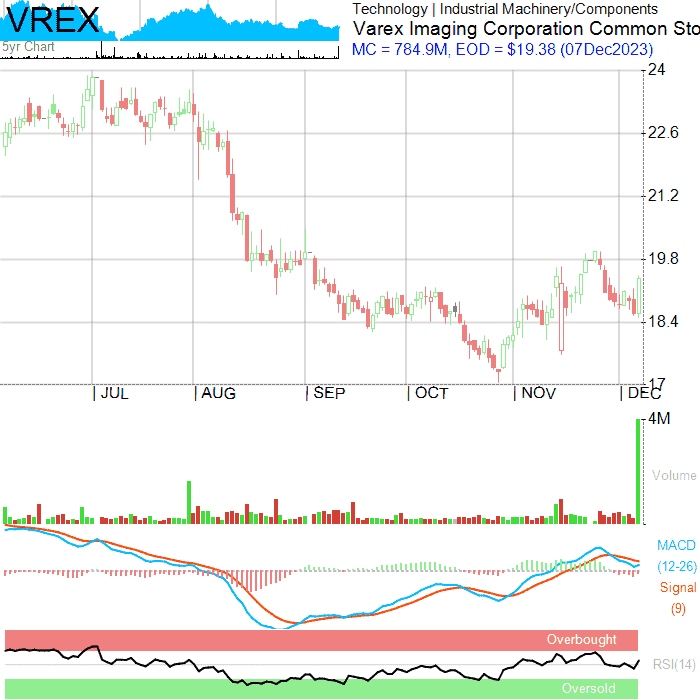 VREX
5yr Chart
Technology | Industrial Machinery/Components
Varex Imaging Corporation Common Sto
MC = 784.9M, EOD = $19.38 (07Dec2023)
24
22.6
21.2
19.8
18.4
17
| JUL | AUG | SEP | OCT | NOV | DEC
4M
Volume
MACD
(12-26)
Signal
(9)
Overbought
RSI(14)
Oversold